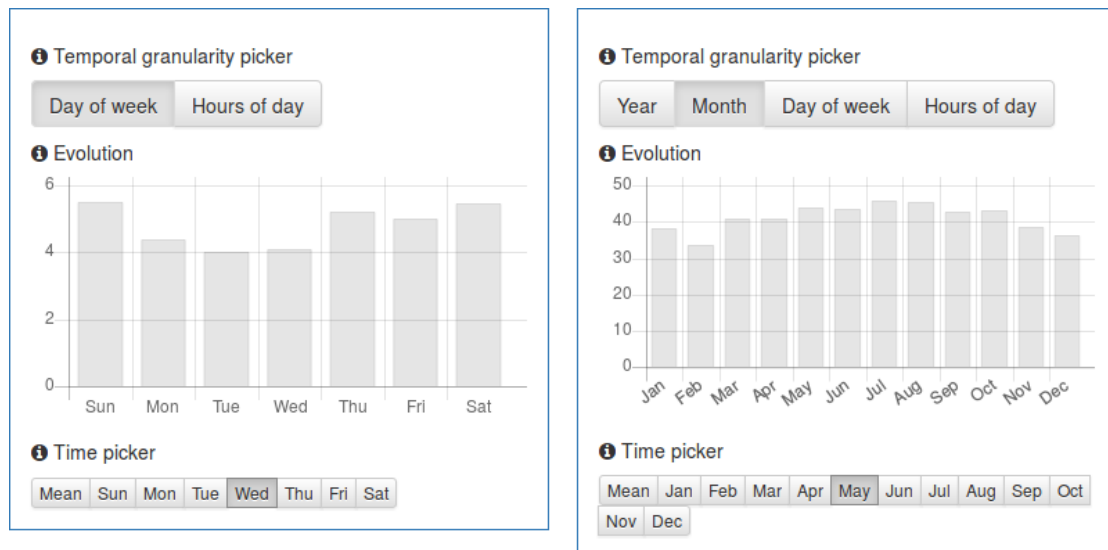 Temporal granularity picker
Day of week Hours of day
Evolution
6
4
2
0
Sun Mon Tue Wed Thu Fri Sat
Time picker
Mean Sun Mon Tue Wed Thu Fri Sat
Temporal granularity picker
Year Month Day of week Hours of day
Evolution
50
40
30
20
10
0
Jan Feb Mar Apr May Jun Jul Aug Sep Oct Nov Dec
Time picker
Mean Jan Feb Mar Apr May Jun Jul Aug Sep Oct
Nov Dec